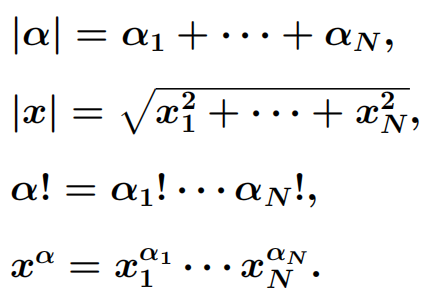 |α| = α₁ + ⋯ + α_N,
|x| = √(x₁² + ⋯ + x_N²),
α! = α₁! ⋯ α_N!,
x^α = x₁^{α₁} ⋯ x_N^{α_N}.